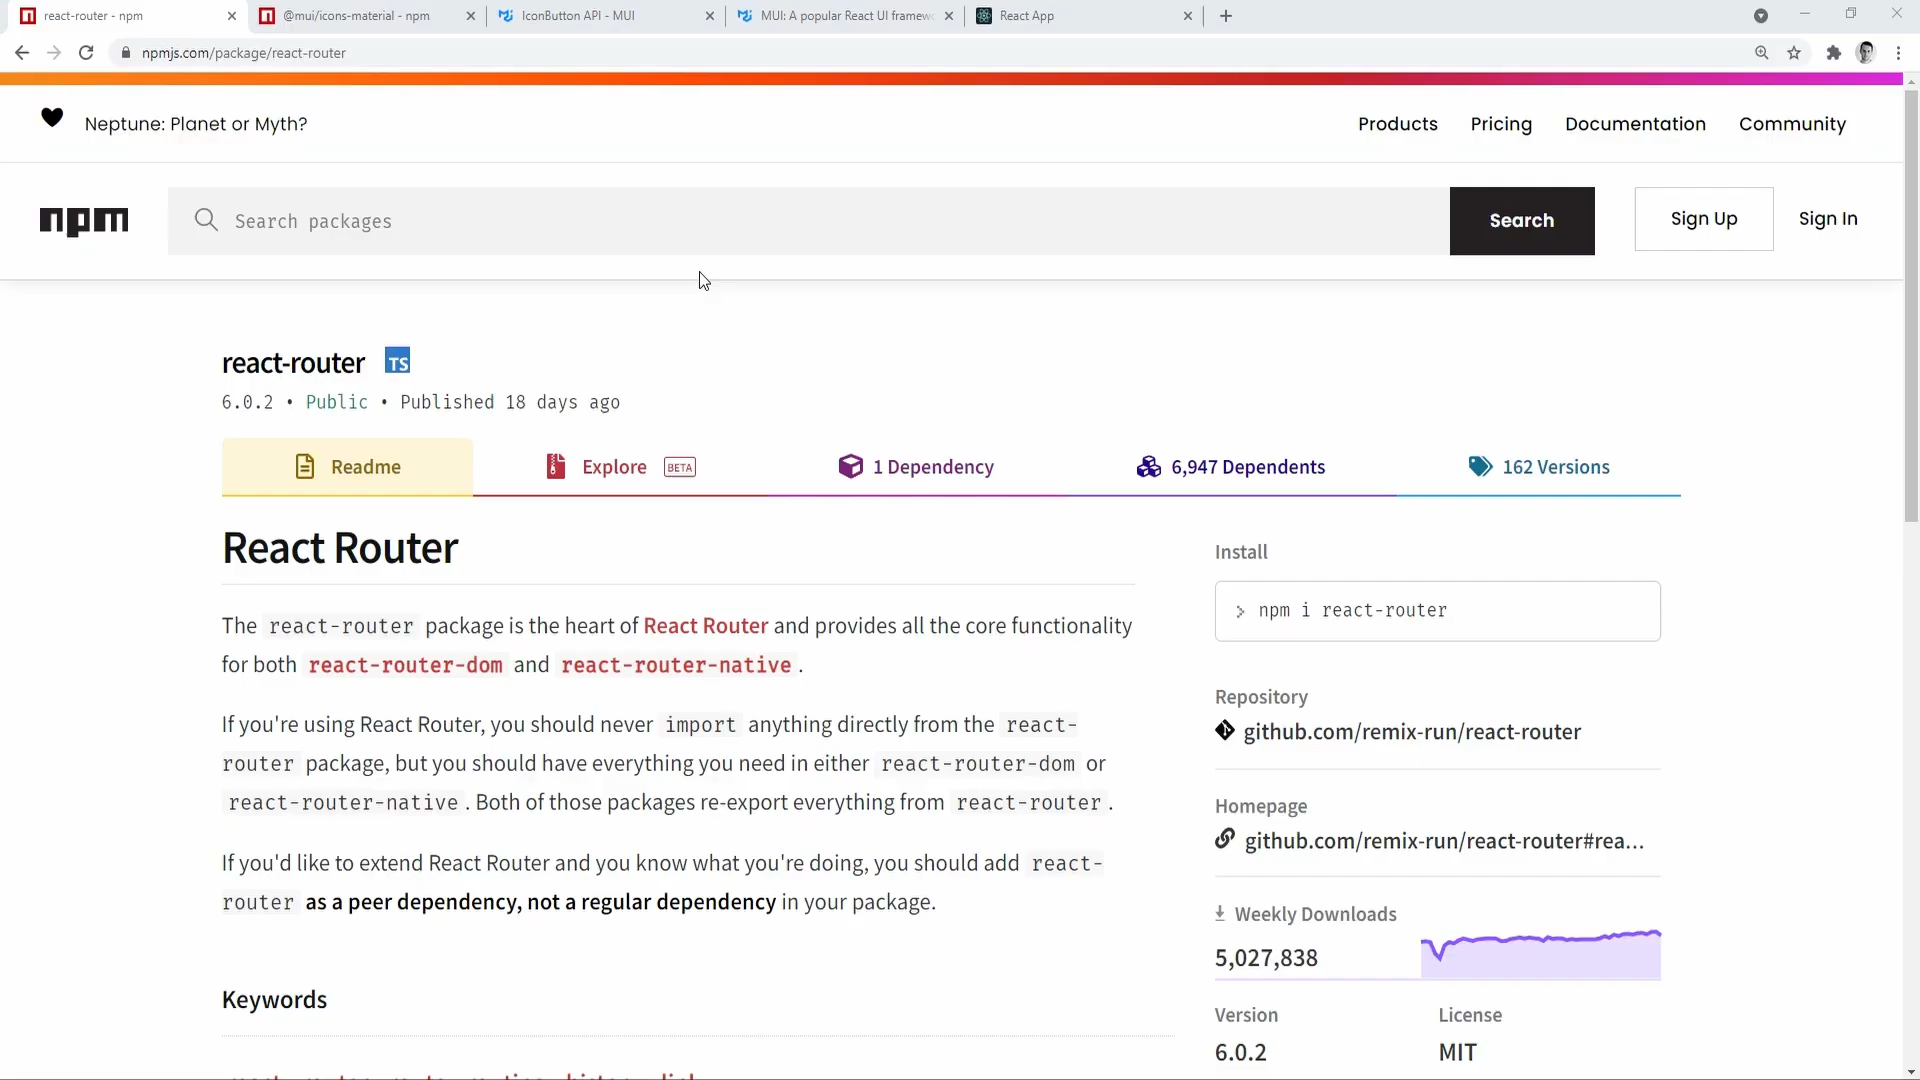 react-router - npm
@mui/icons-material - npm
IconButton API - MUI
MUI: A popular React UI framew
React App
npmjs.com/package/react-router
Neptune: Planet or Myth?
Products
Pricing
Documentation
Community
npm
Search packages
Search
Sign Up
Sign In
react-router TS
6.0.2 • Public • Published 18 days ago
Readme
Explore BETA
1 Dependency
6,947 Dependents
162 Versions
React Router
The react-router package is the heart of React Router and provides all the core functionality
for both react-router-dom and react-router-native.
If you're using React Router, you should never import anything directly from the react-
router package, but you should have everything you need in either react-router-dom or
react-router-native. Both of those packages re-export everything from react-router.
If you'd like to extend React Router and you know what you're doing, you should add react-
router as a peer dependency, not a regular dependency in your package.
Keywords
Install
> npm i react-router
Repository
github.com/remix-run/react-router
Homepage
github.com/remix-run/react-router#rea...
Weekly Downloads
5,027,838
Version
License
6.0.2
MIT